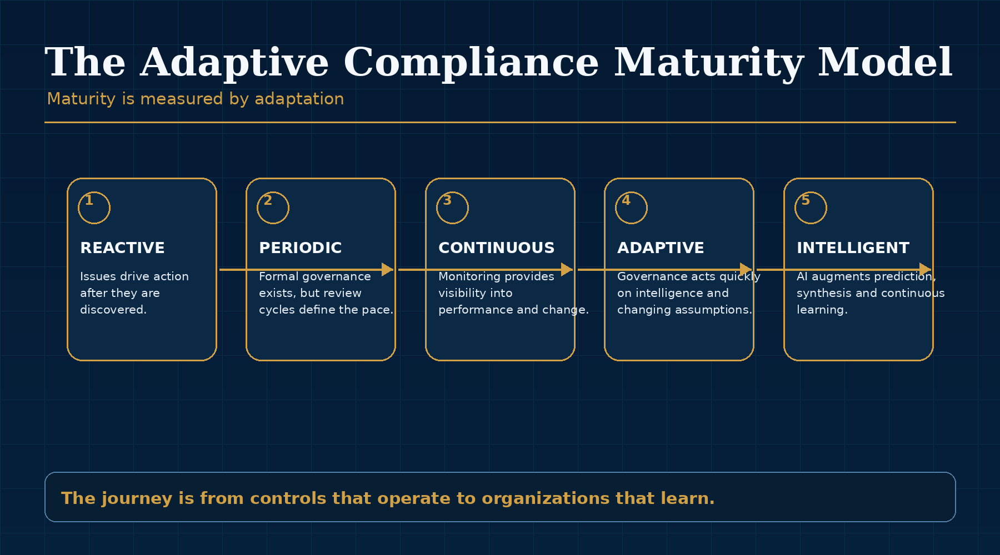 The Adaptive Compliance Maturity Model
Maturity is measured by adaptation
1
REACTIVE
Issues drive action
after they are
discovered.
2
PERIODIC
Formal governance
exists, but review
cycles define the pace.
3
CONTINUOUS
Monitoring provides
visibility into
performance and change.
4
ADAPTIVE
Governance acts quickly
on intelligence and
changing assumptions.
5
INTELLIGENT
AI augments prediction,
synthesis and continuous
learning.
The journey is from controls that operate to organizations that learn.